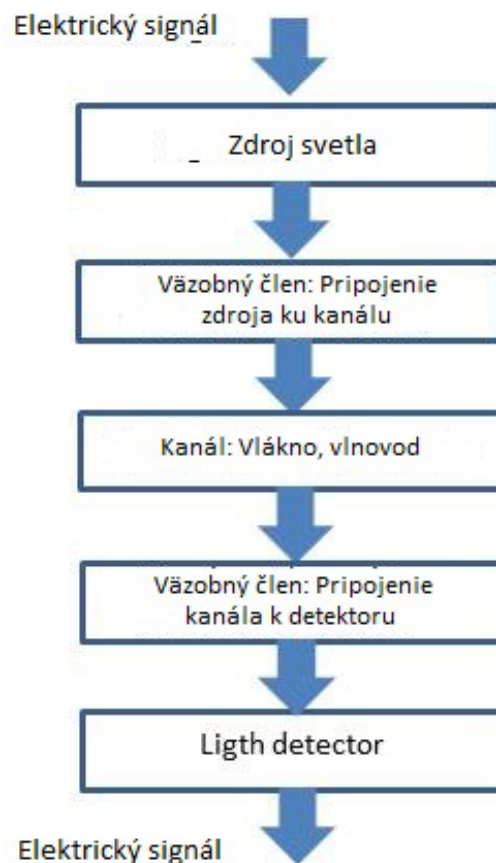 Elektrický signál
Zdroj svetla
Väzobný člen: Pripojenie
zdroja ku kanálu
Kanál: Vlákno, vlnovod
Väzobný člen: Pripojenie
kanála k detektoru
Ligth detector
Elektrický signál